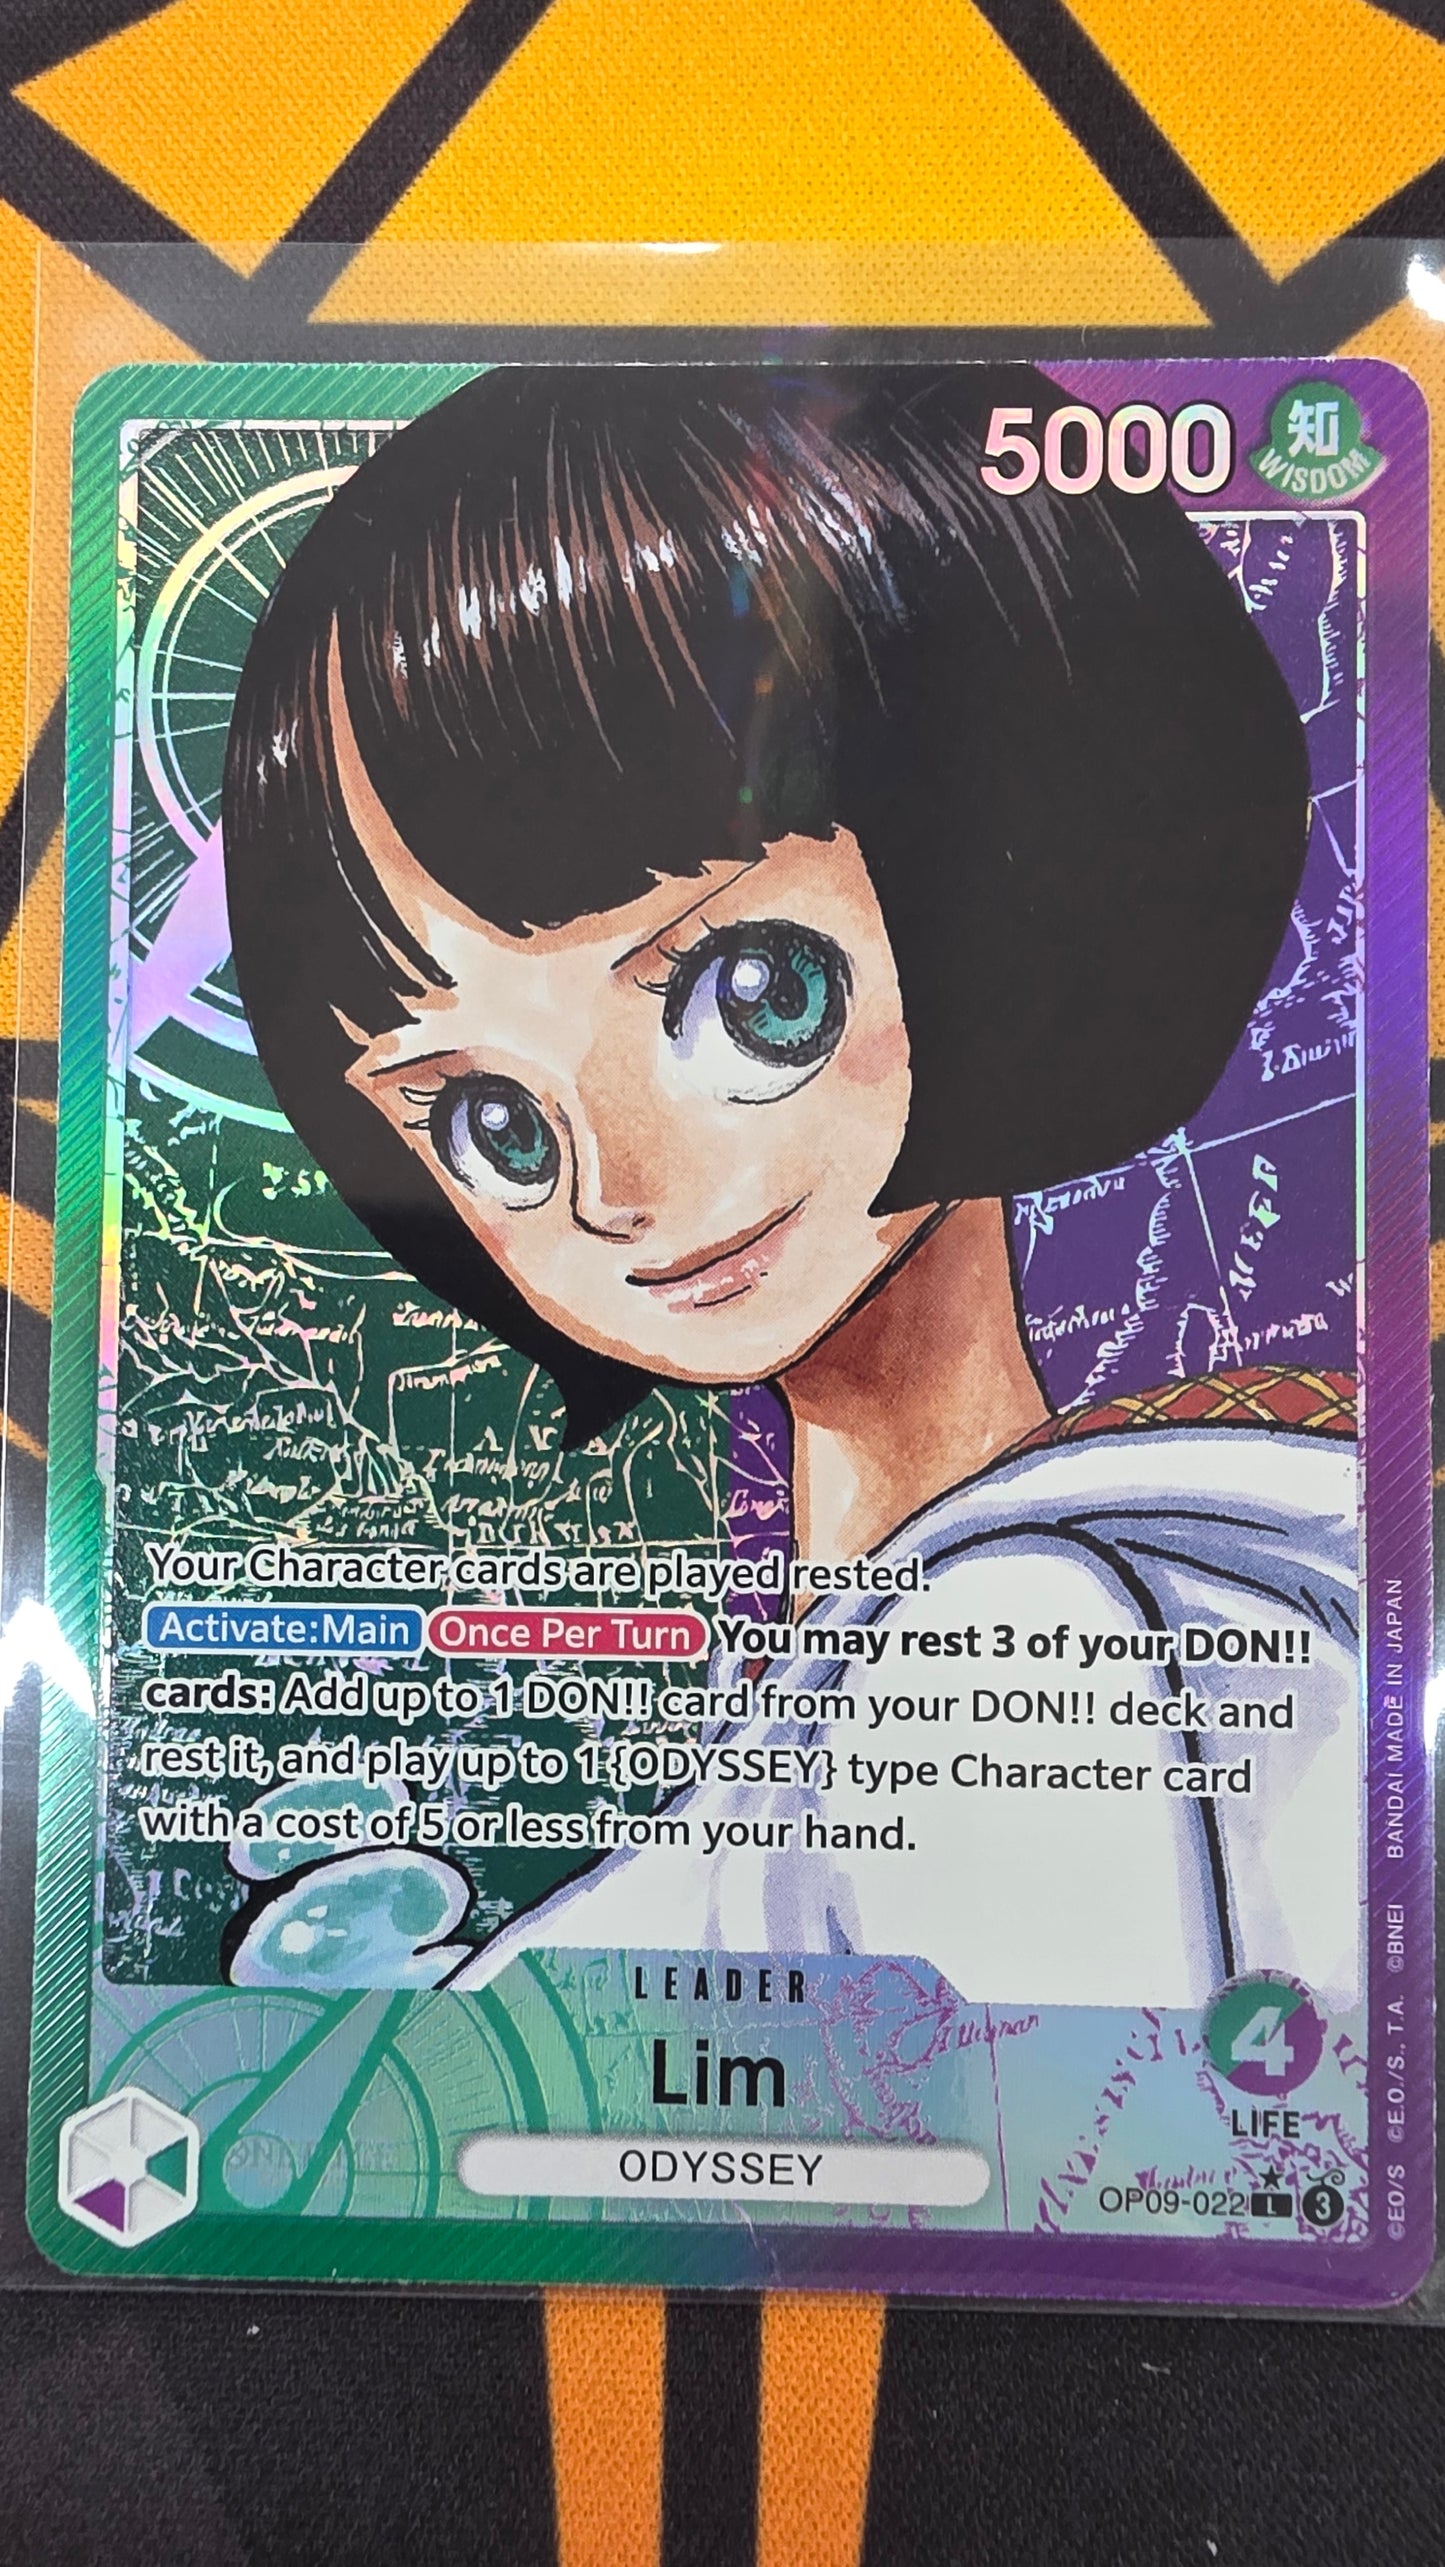 5000
知
WISDOM
Your Character cards are played rested.
Activate:Main Once Per Turn You may rest 3 of your DON!!
cards: Add up to 1 DON!! card from your DON!! deck and
rest it, and play up to 1 {ODYSSEY} type Character card
with a cost of 5 or less from your hand.
LEADER
Lim
ODYSSEY
4
LIFE
OP09-022 L 3
©EO/S ©E.O./S., T.A. ©BNEI BANDAI MADE IN JAPAN